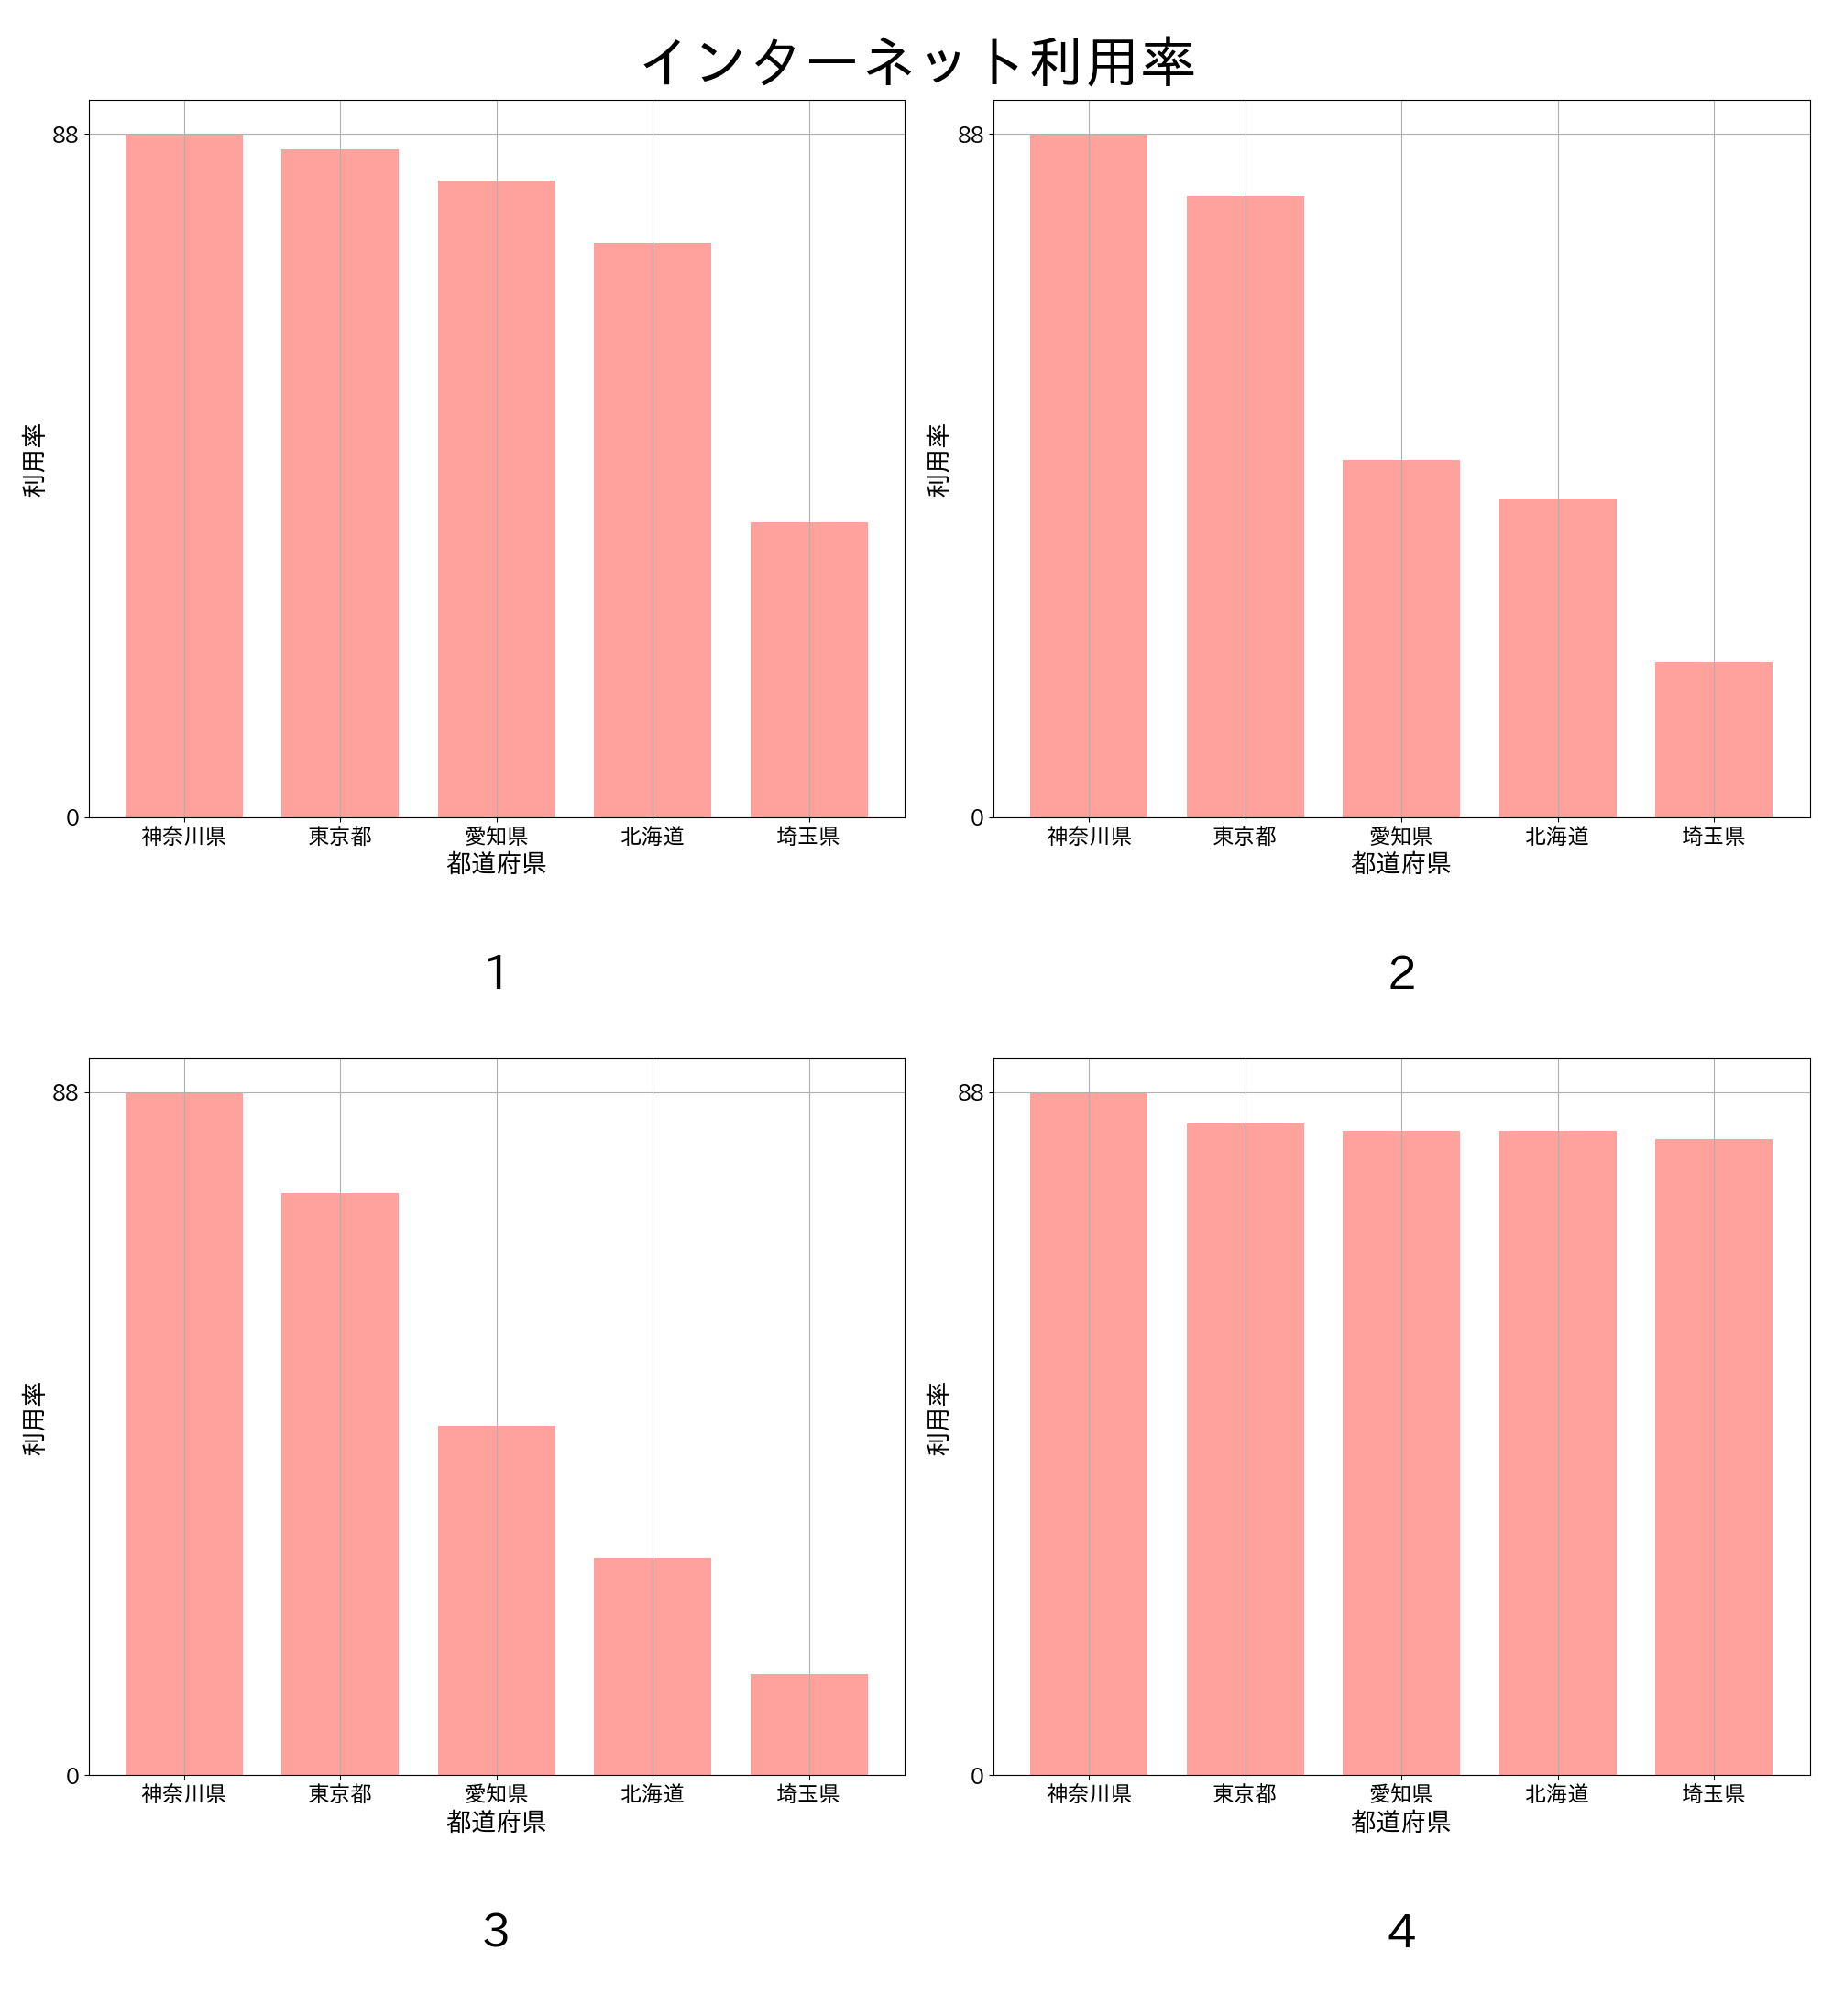 インターネット利用率
88
0
利用率
神奈川県 東京都 愛知県 北海道 埼玉県
都道府県
1
88
0
利用率
神奈川県 東京都 愛知県 北海道 埼玉県
都道府県
2
88
0
利用率
神奈川県 東京都 愛知県 北海道 埼玉県
都道府県
3
88
0
利用率
神奈川県 東京都 愛知県 北海道 埼玉県
都道府県
4